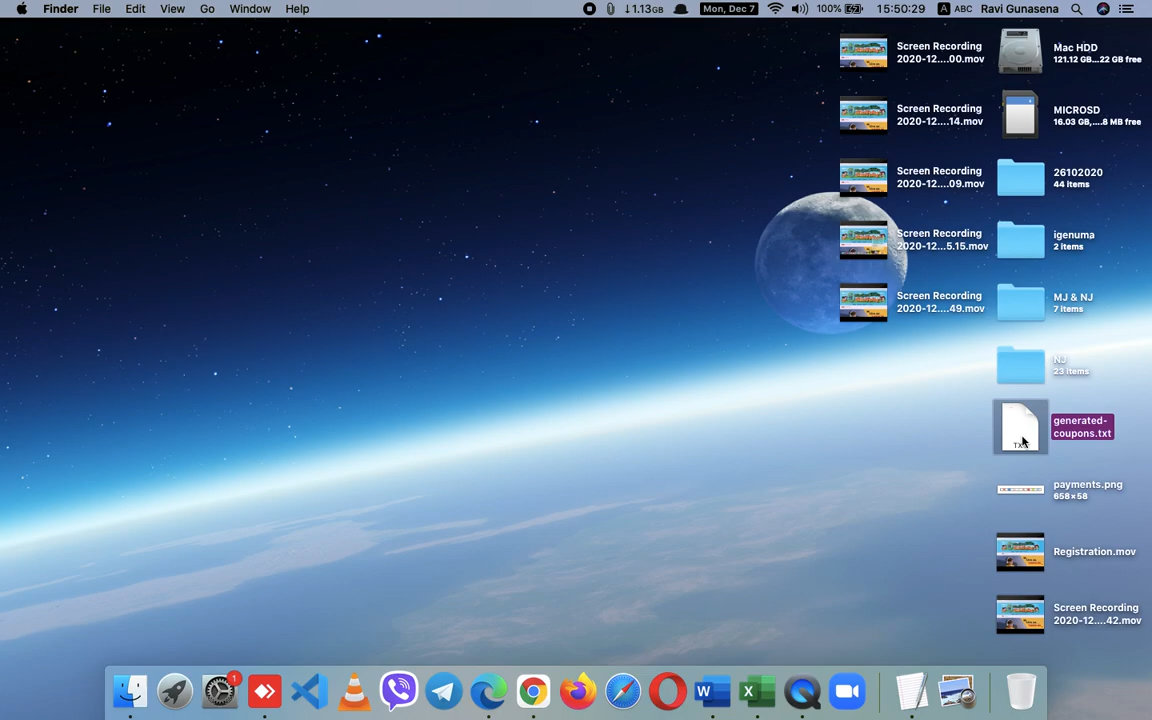 Finder File Edit View Go Window Help
↓1.13GB Mon, Dec 7 100% 15:50:29 A ABC Ravi Gunasena
Screen Recording
2020-12....00.mov
Mac HDD
121.12 GB...22 GB free
Screen Recording
2020-12....14.mov
MICROSD
16.03 GB,....8 MB free
Screen Recording
2020-12....09.mov
26102020
44 items
Screen Recording
2020-12...5.15.mov
igenuma
2 items
Screen Recording
2020-12....49.mov
MJ & NJ
7 items
NJ
23 items
generated-
coupons.txt
payments.png
658×58
Registration.mov
Screen Recording
2020-12....42.mov
1
W
X